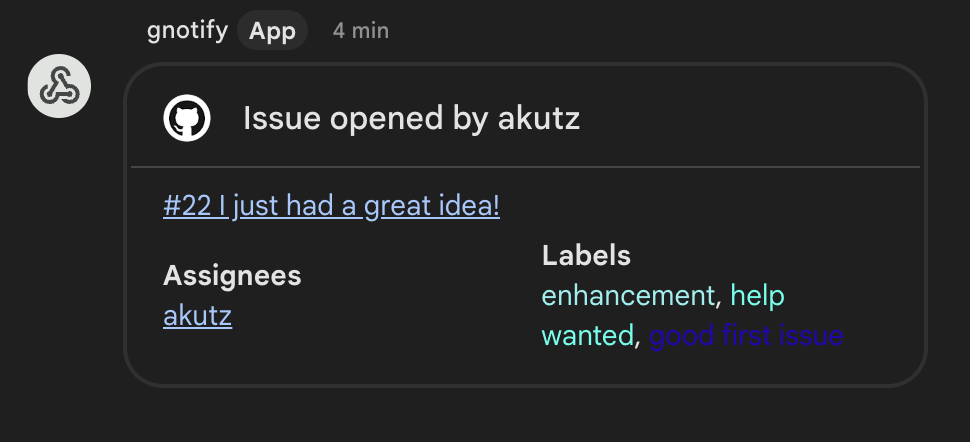 gnotify App 4 min
Issue opened by akutz
#22 I just had a great idea!
Assignees
akutz
Labels
enhancement, help
wanted, good first issue